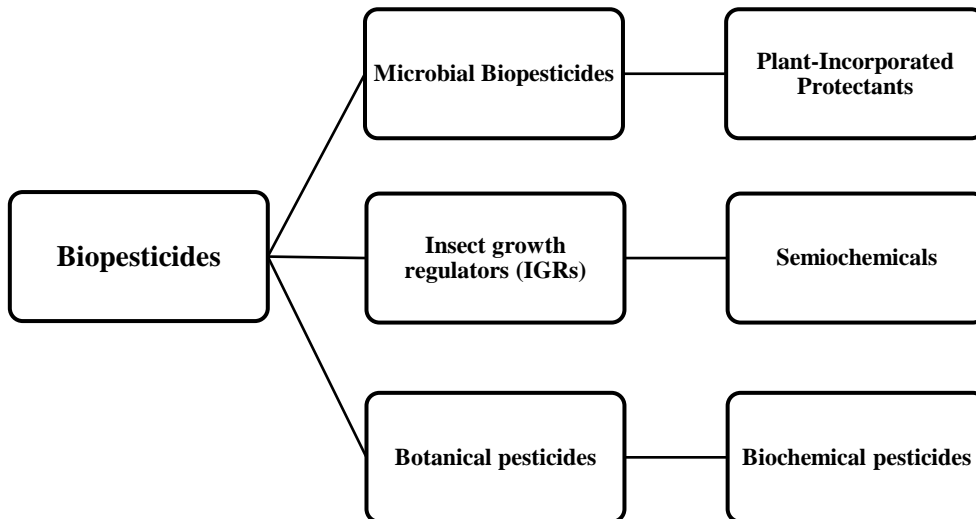 Microbial Biopesticides
Plant-Incorporated
Protectants
Biopesticides
Insect growth
regulators (IGRs)
Semiochemicals
Botanical pesticides
Biochemical pesticides